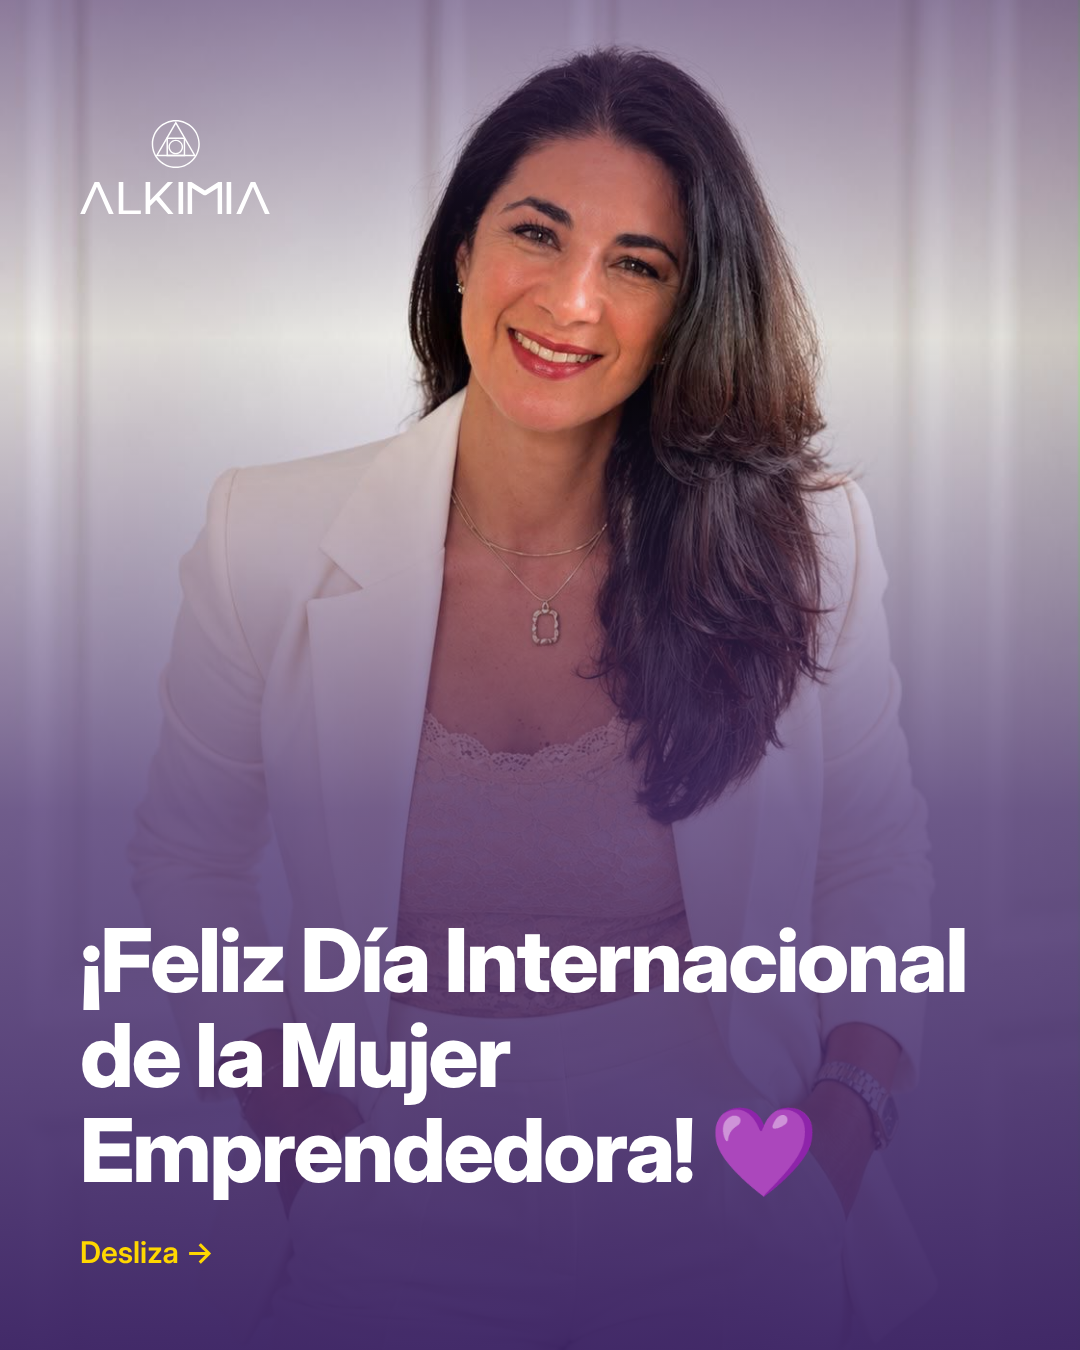 ALKIMIA
¡Feliz Día Internacional
de la Mujer
Emprendedora! 💜
Desliza →